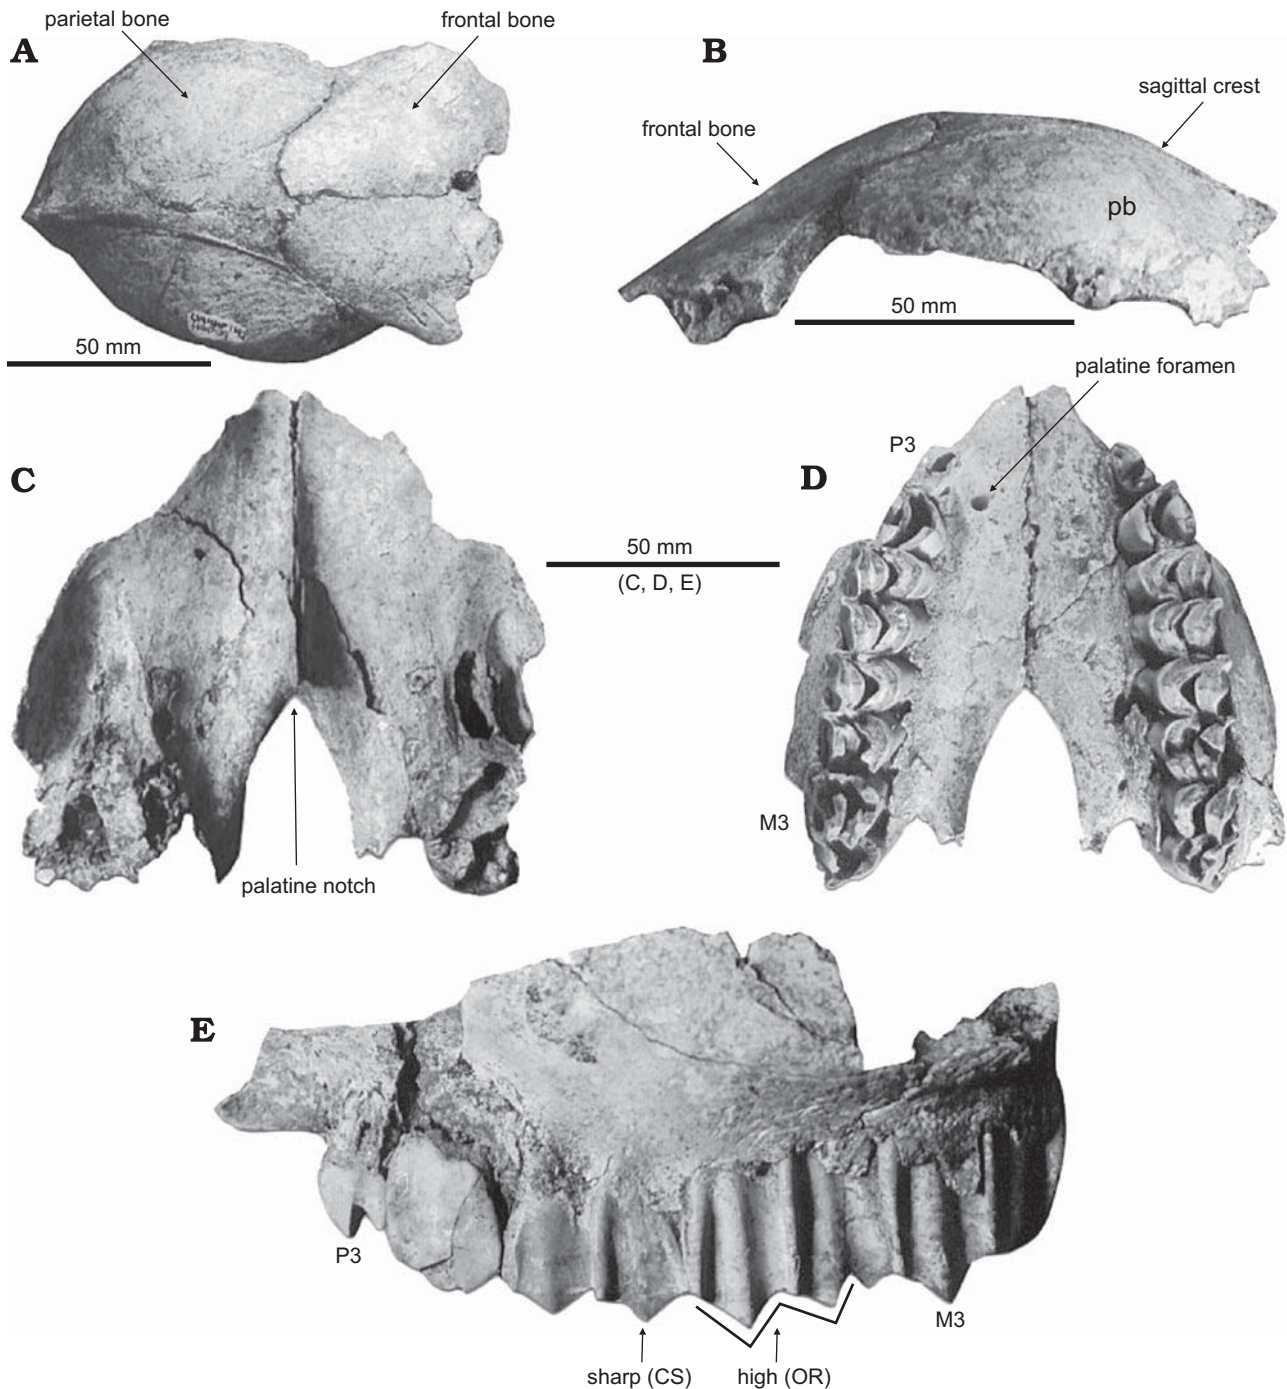 parietal bone
frontal bone
A
B
sagittal crest
frontal bone
pb
50 mm
50 mm
palatine foramen
P3
C
D
50 mm
(C, D, E)
M3
palatine notch
E
P3
M3
sharp (CS)
high (OR)